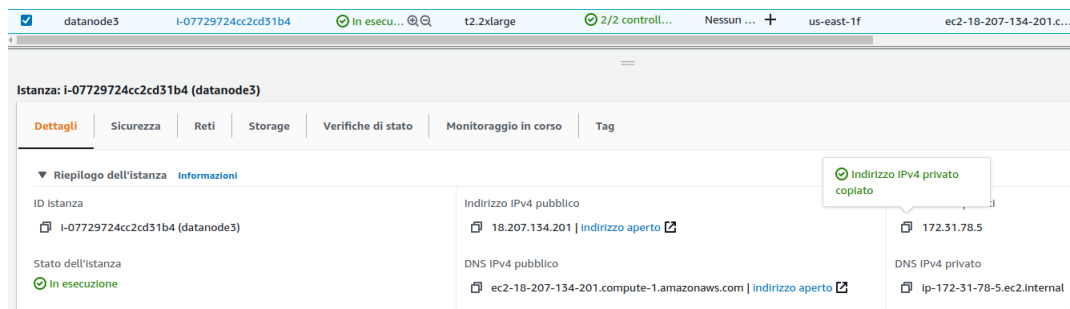 datanode3 i-07729724cc2cd31b4 In esecu... t2.2xlarge 2/2 controll... Nessun ... + us-east-1f ec2-18-207-134-201.c...
Istanza: i-07729724cc2cd31b4 (datanode3)
Dettagli Sicurezza Reti Storage Verifiche di stato Monitoraggio in corso Tag
Riepilogo dell'istanza Informazioni
Indirizzo IPv4 privato
copiato
ID istanza Indirizzo IPv4 pubblico
i-07729724cc2cd31b4 (datanode3) 18.207.134.201 | indirizzo aperto 172.31.78.5
Stato dell'istanza DNS IPv4 pubblico DNS IPv4 privato
In esecuzione ec2-18-207-134-201.compute-1.amazonaws.com | indirizzo aperto ip-172-31-78-5.ec2.internal